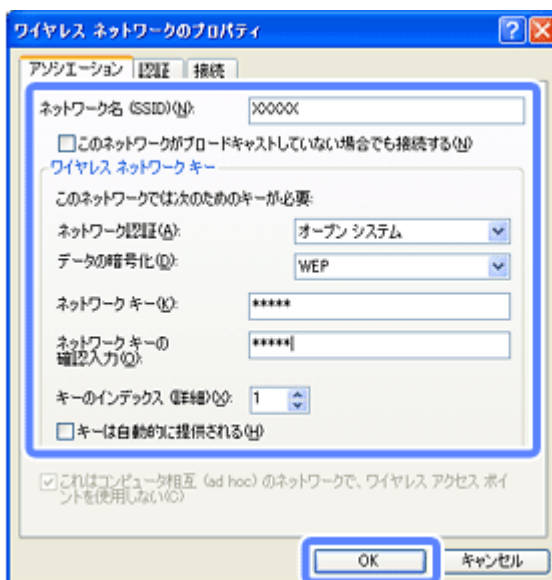 ワイヤレス ネットワークのプロパティ
アソシエーション 認証 接続
ネットワーク名 (SSID)(N): XXXXX
このネットワークがブロードキャストしていない場合でも接続する(N)
ワイヤレス ネットワーク キー
このネットワークでは次のためのキーが必要:
ネットワーク認証(A): オープン システム
データの暗号化(D): WEP
ネットワーク キー(K): *****
ネットワーク キーの
確認入力(O): *****
キーのインデックス (詳細)(X): 1
キーは自動的に提供される(H)
これはコンピュータ相互 (ad hoc) のネットワークで、ワイヤレス アクセス ポイ
ントを使用しない(C)
OK キャンセル